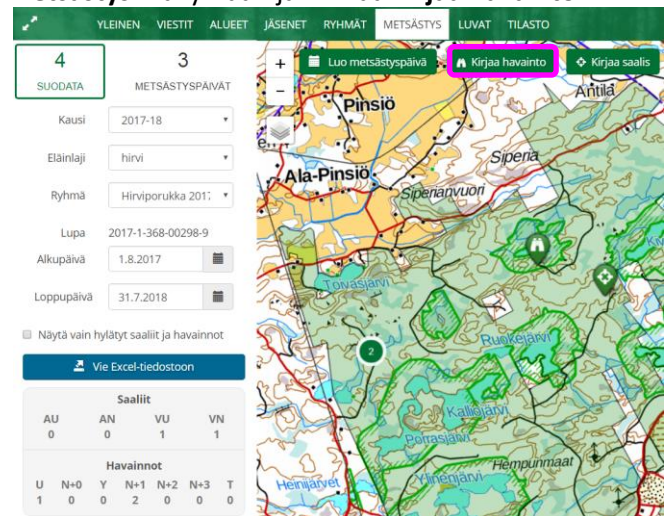 YLEINEN VIESTIT ALUEET JÄSENET RYHMÄT METSÄSTYS LUVAT TILASTO
4 3
SUODATA METSÄSTYSPÄIVÄT
Kausi 2017-18
Eläinlaji hirvi
Ryhmä Hirviporukka 2017
Lupa 2017-1-368-00298-9
Alkupäivä 1.8.2017
Loppupäivä 31.7.2018
Näytä vain hylätyt saaliit ja havainnot
Vie Excel-tiedostoon
Saaliit
AU AN VU VN
0 0 1 1
Havainnot
U N+0 Y N+1 N+2 N+3 T
1 0 0 2 0 0 0
+
-
Luo metsästyspäivä
Kirjaa havainto
Kirjaa saalis
Antila
Pinsiö
Siperia
Ala-Pinsiö
Siperianvuori
Toivasjärvi
2
Ruokejärvi
Kalliojärvi
Porrasjärvi
Hempunmaat
Heinijärvet
Ylinenjärvi